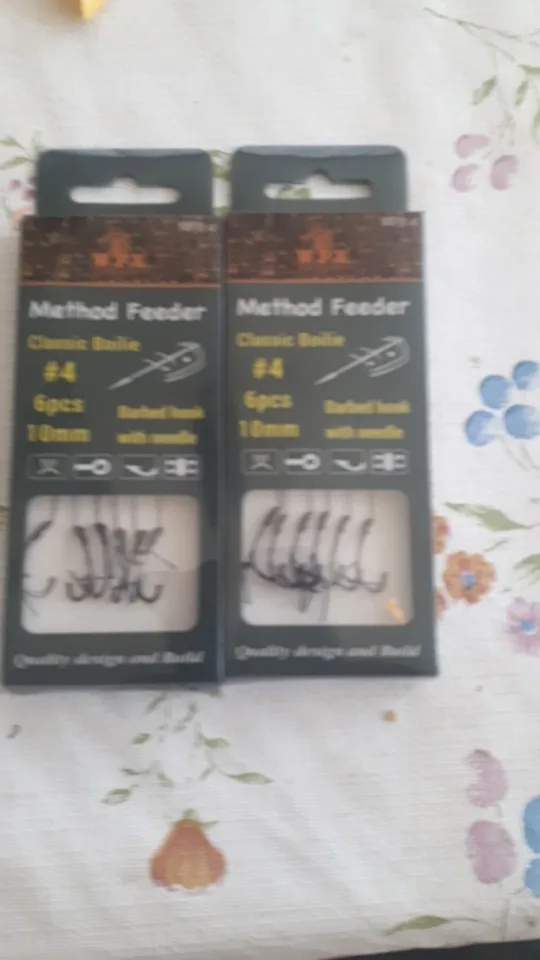 Method Feeder
Classic Boilie
#4
6pcs
10mm
Barbed hook
with needle
Quality design and Build
Method Feeder
Classic Boilie
#4
6pcs
10mm
Barbed hook
with needle
Quality design and Build